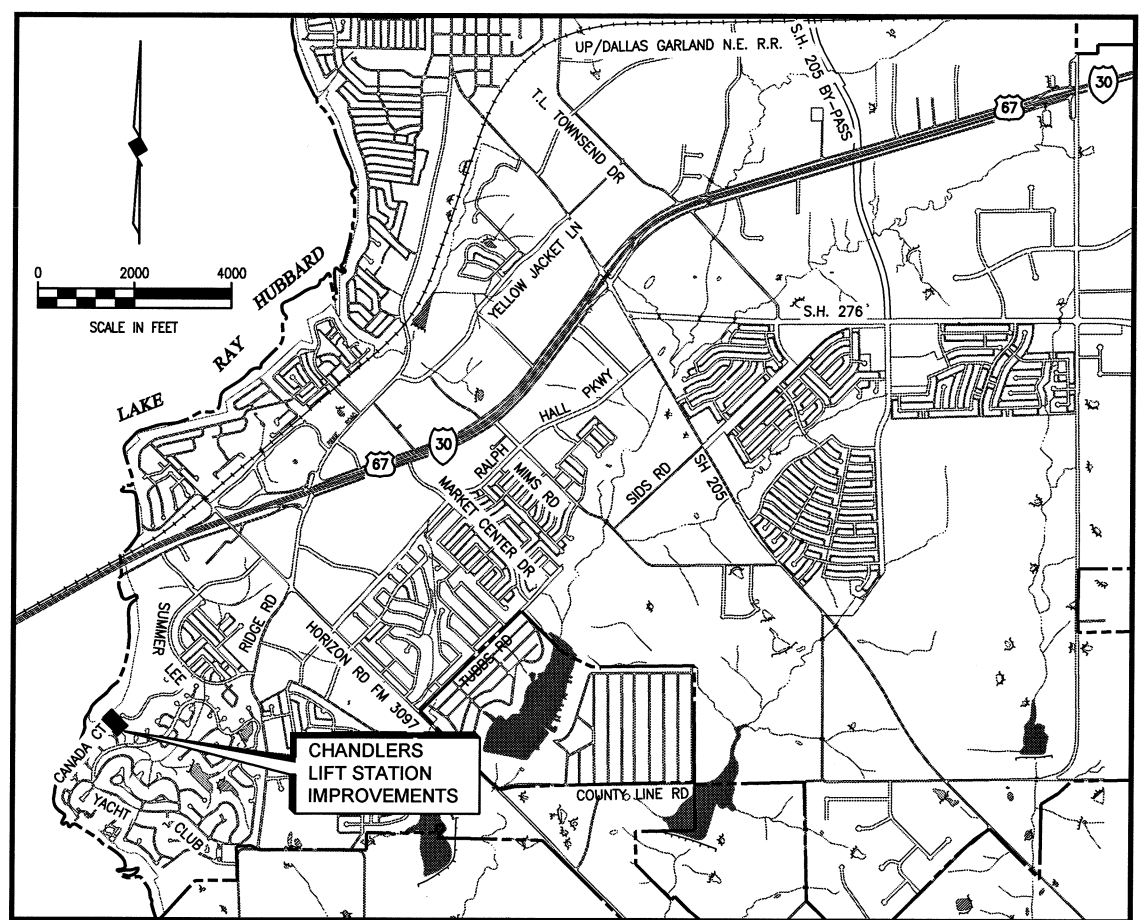 UP/DALLAS GARLAND N.E. R.R.
S.H. 205 BY-PASS
30
67
T.L. TOWNSEND DR
0 2000 4000
SCALE IN FEET
LAKE RAY HUBBARD
YELLOW JACKET LN
S.H. 276
RALPH HALL PKWY
30
67
MIMS RD
SIDS RD
SH 205
MARKET CENTER DR
SUMMER LEE
RIDGE RD
HORIZON RD FM 3097
TUBBS RD
CANADA CT
CHANDLERS
LIFT STATION
IMPROVEMENTS
COUNTY LINE RD
YACHT CLUB